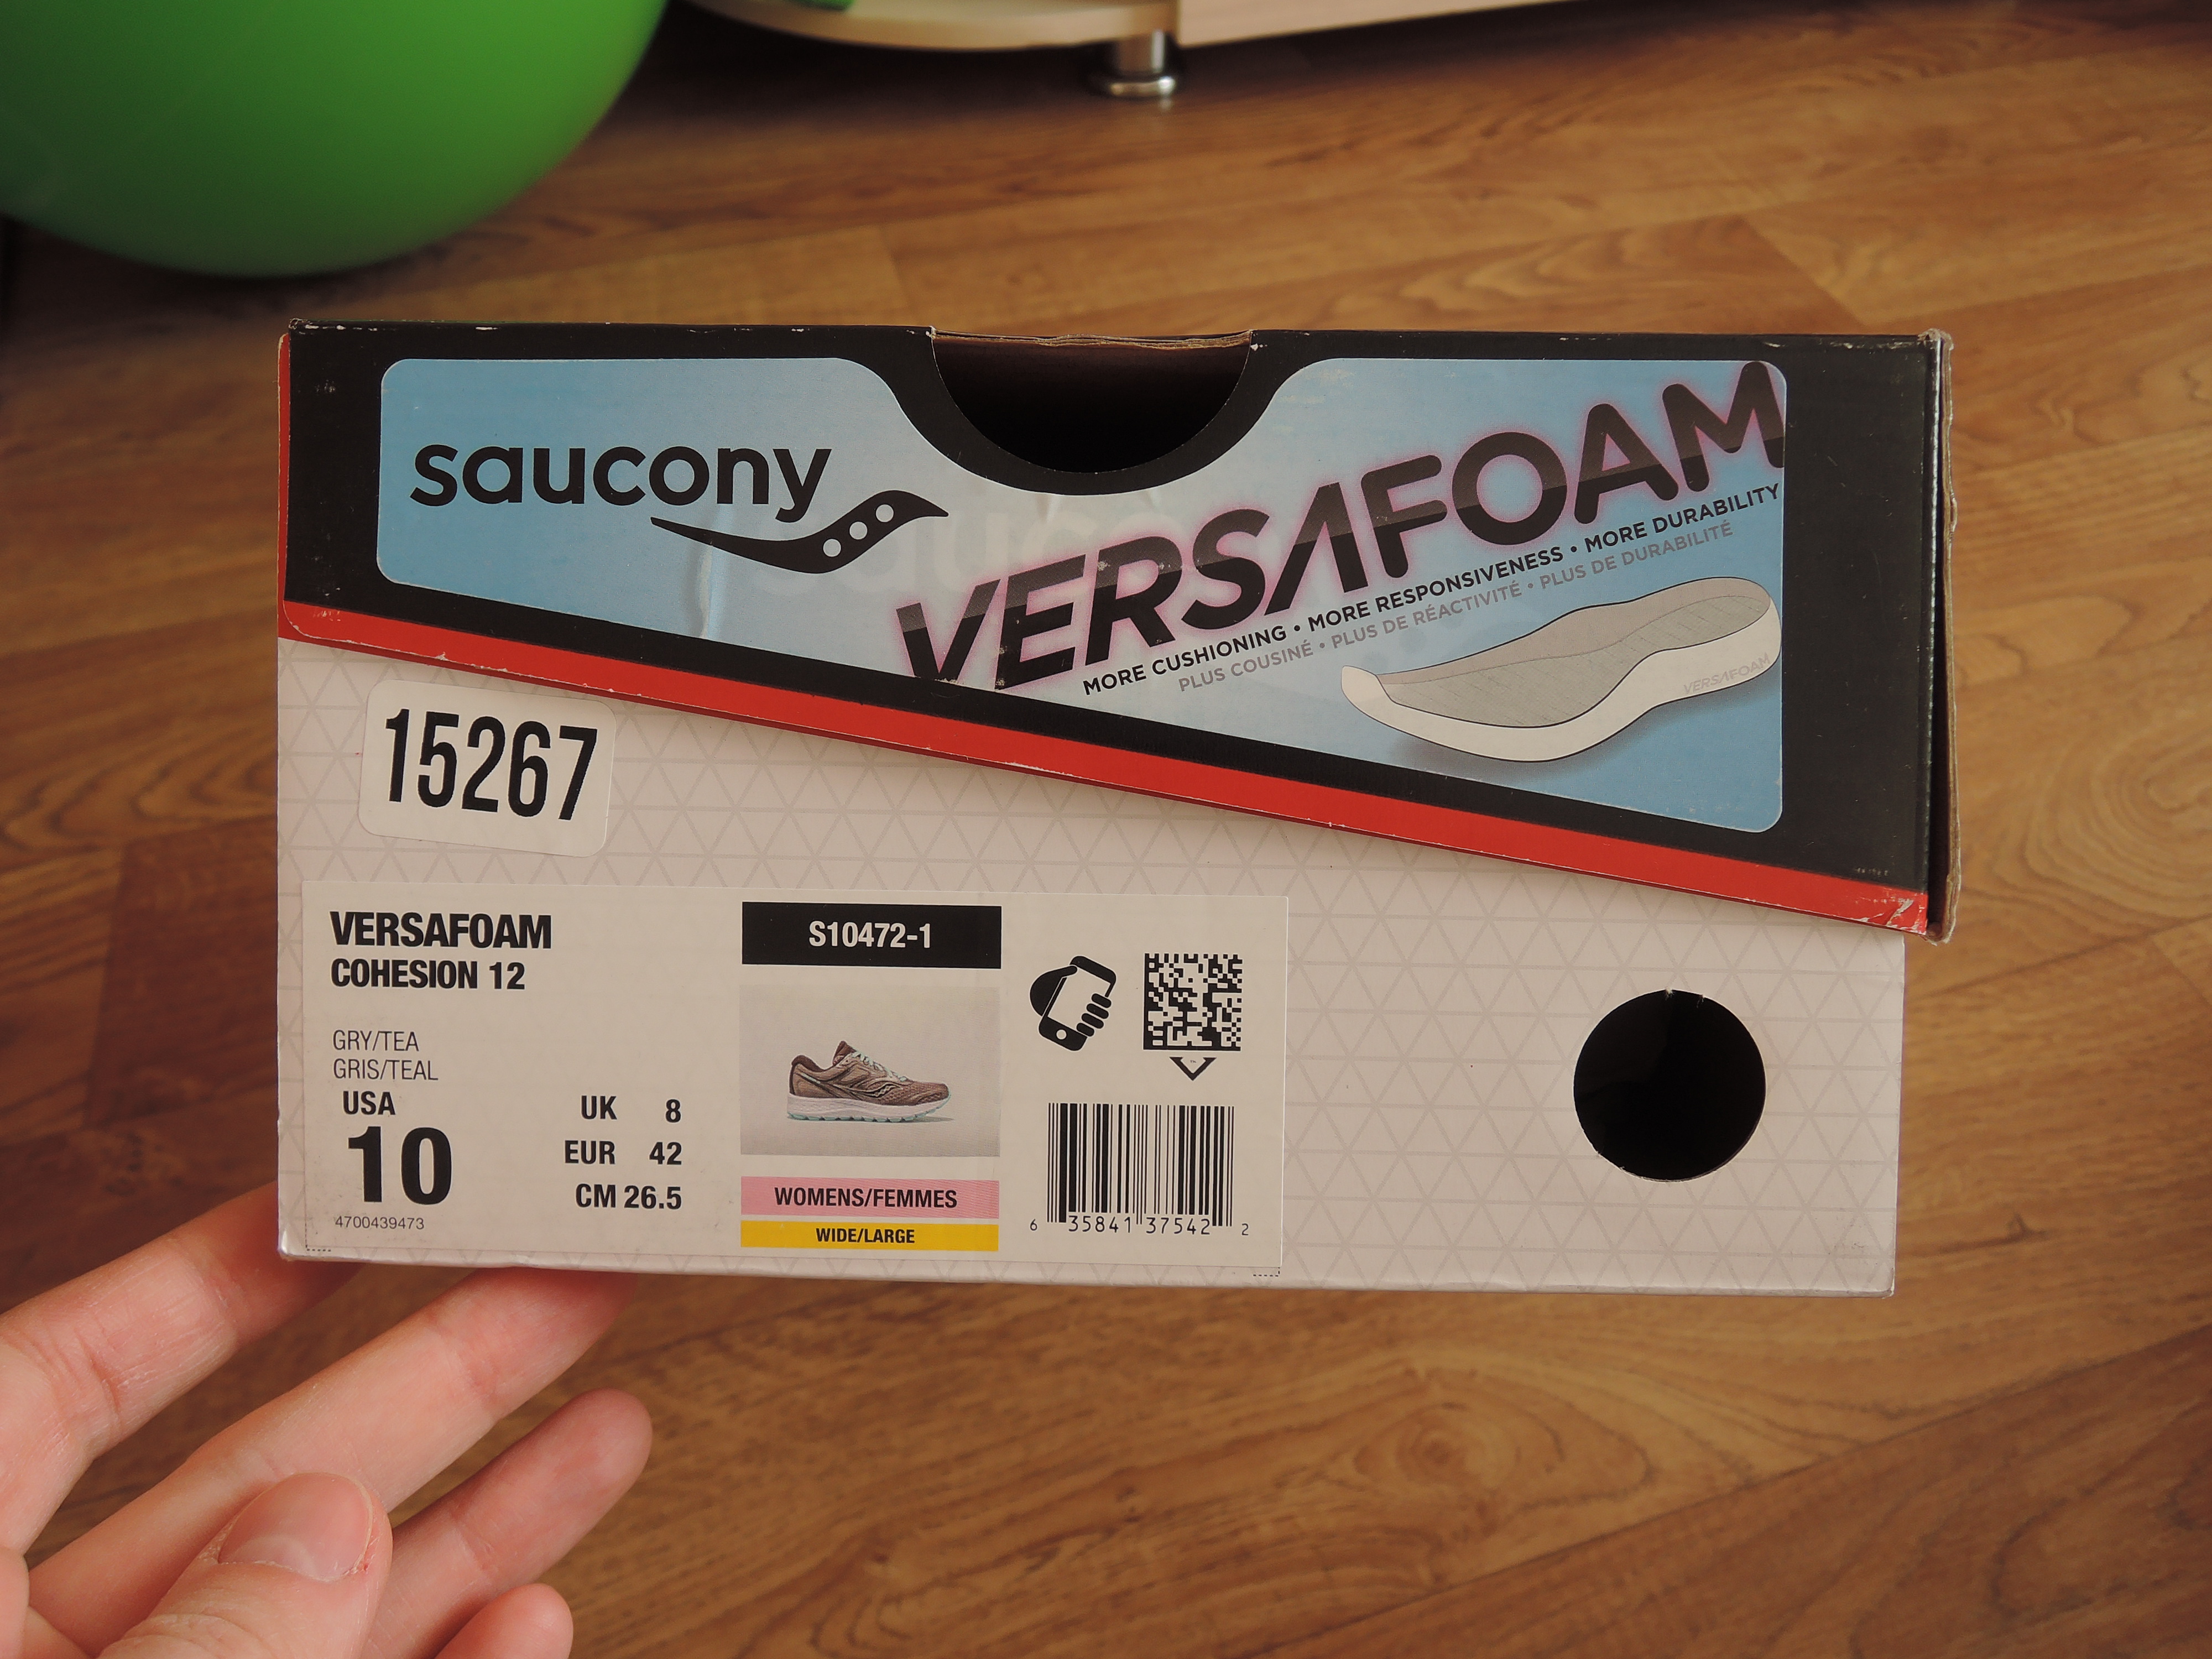 saucony
VERSAFOAM
MORE CUSHIONING • MORE RESPONSIVENESS • MORE DURABILITY
PLUS COUSINÉ • PLUS DE RÉACTIVITÉ • PLUS DE DURABILITÉ
VERSAFOAM
15267
VERSAFOAM
COHESION 12
GRY/TEA
GRIS/TEAL
USA
10
4700439473
UK 8
EUR 42
CM 26.5
S10472-1
WOMENS/FEMMES
WIDE/LARGE
6 35841 37542 2